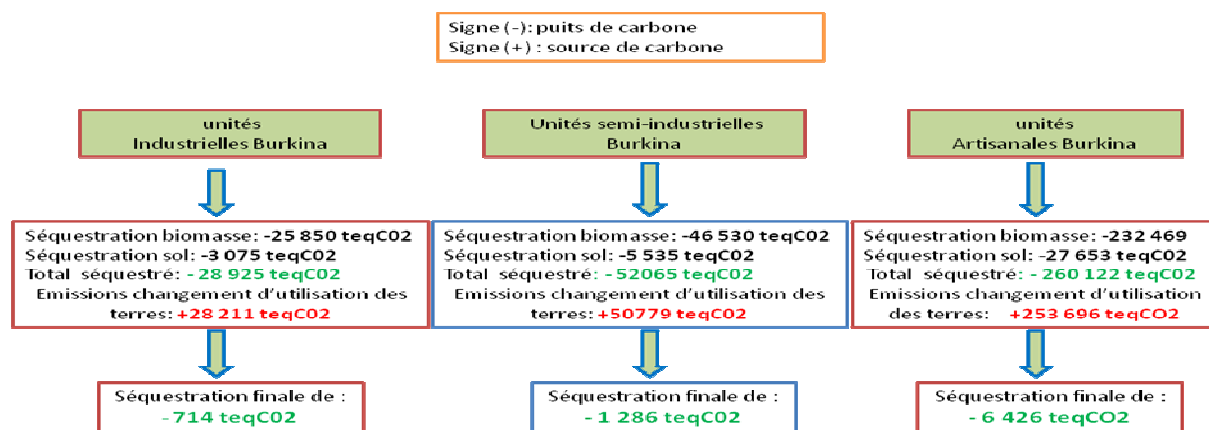 Signe (-): puits de carbone
Signe (+) : source de carbone
unités
Industrielles Burkina
Unités semi-industrielles
Burkina
unités
Artisanales Burkina
Séquestration biomasse: -25 850 teqC02
Séquestration sol: -3 075 teqC02
Total séquestré: - 28 925 teqC02
Emissions changement d'utilisation des
terres: +28 211 teqC02
Séquestration biomasse: -46 530 teqC02
Séquestration sol: -5 535 teqC02
Total séquestré: - 52065 teqC02
Emissions changement d'utilisation des
terres: +50779 teqC02
Séquestration biomasse: -232 469
Séquestration sol: -27 653 teqC02
Total séquestré: - 260 122 teqC02
Emissions changement d'utilisation
des terres: +253 696 teqCO2
Séquestration finale de :
- 714 teqC02
Séquestration finale de :
- 1 286 teqC02
Séquestration finale de :
- 6 426 teqCO2